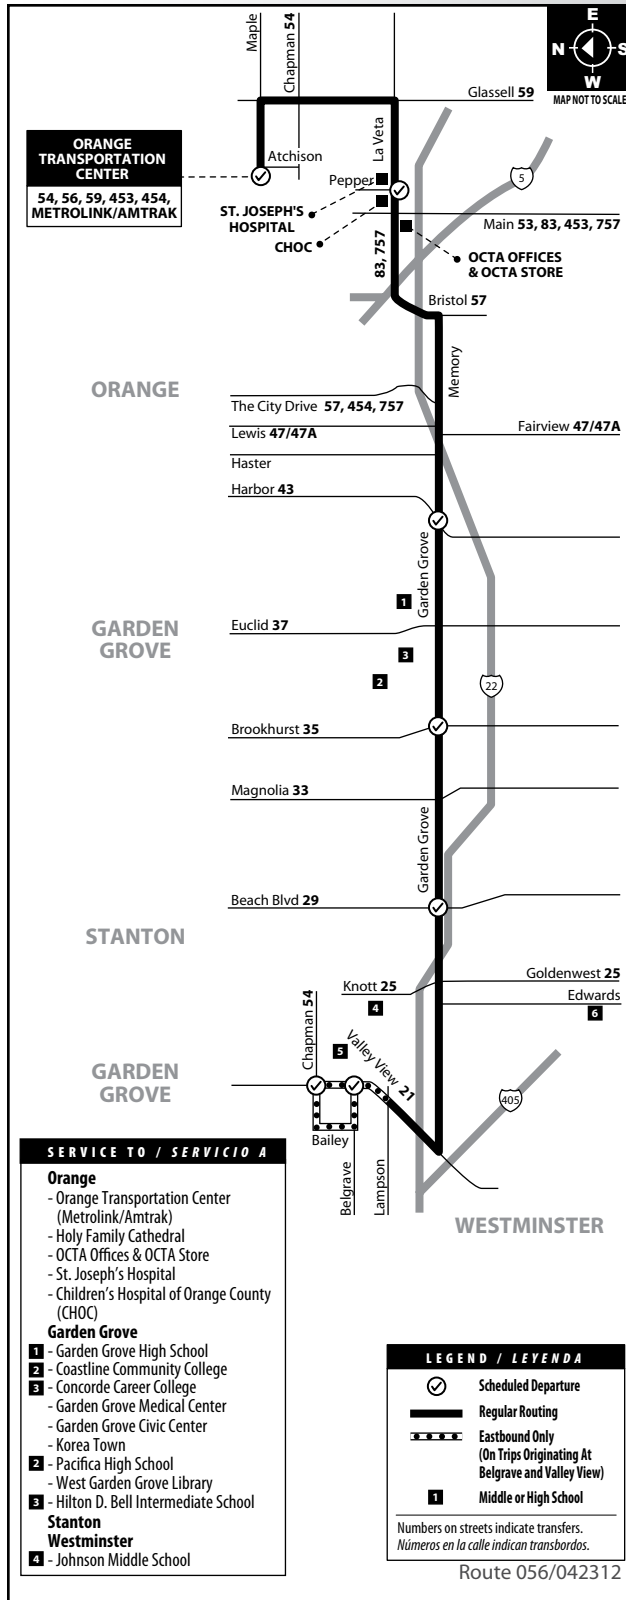 E
N
S
W
MAP NOT TO SCALE
Maple
Chapman 54
Glassell 59
ORANGE
TRANSPORTATION
CENTER
54, 56, 59, 453, 454,
METROLINK/AMTRAK
Atchison
La Veta
Pepper
5
ST. JOSEPH'S
HOSPITAL
CHOC
Main 53, 83, 453, 757
83, 757
OCTA OFFICES
& OCTA STORE
Bristol 57
Memory
ORANGE
The City Drive 57, 454, 757
Lewis 47/47A
Fairview 47/47A
Haster
Harbor 43
Garden Grove
1
GARDEN
GROVE
Euclid 37
3
2
22
Brookhurst 35
Magnolia 33
Garden Grove
Beach Blvd 29
STANTON
Goldenwest 25
Knott 25
Edwards
4
6
Chapman 54
5
Valley View 21
GARDEN
GROVE
405
Bailey
Belgrave
Lampson
WESTMINSTER
SERVICE TO / SERVICIO A
Orange
- Orange Transportation Center
(Metrolink/Amtrak)
- Holy Family Cathedral
- OCTA Offices & OCTA Store
- St. Joseph's Hospital
- Children's Hospital of Orange County
(CHOC)
Garden Grove
1 - Garden Grove High School
2 - Coastline Community College
3 - Concorde Career College
- Garden Grove Medical Center
- Garden Grove Civic Center
- Korea Town
2 - Pacifica High School
- West Garden Grove Library
3 - Hilton D. Bell Intermediate School
Stanton
Westminster
4 - Johnson Middle School
LEGEND / LEYENDA
Scheduled Departure
Regular Routing
Eastbound Only
(On Trips Originating At
Belgrave and Valley View)
1 Middle or High School
Numbers on streets indicate transfers.
Números en la calle indican transbordos.
Route 056/042312